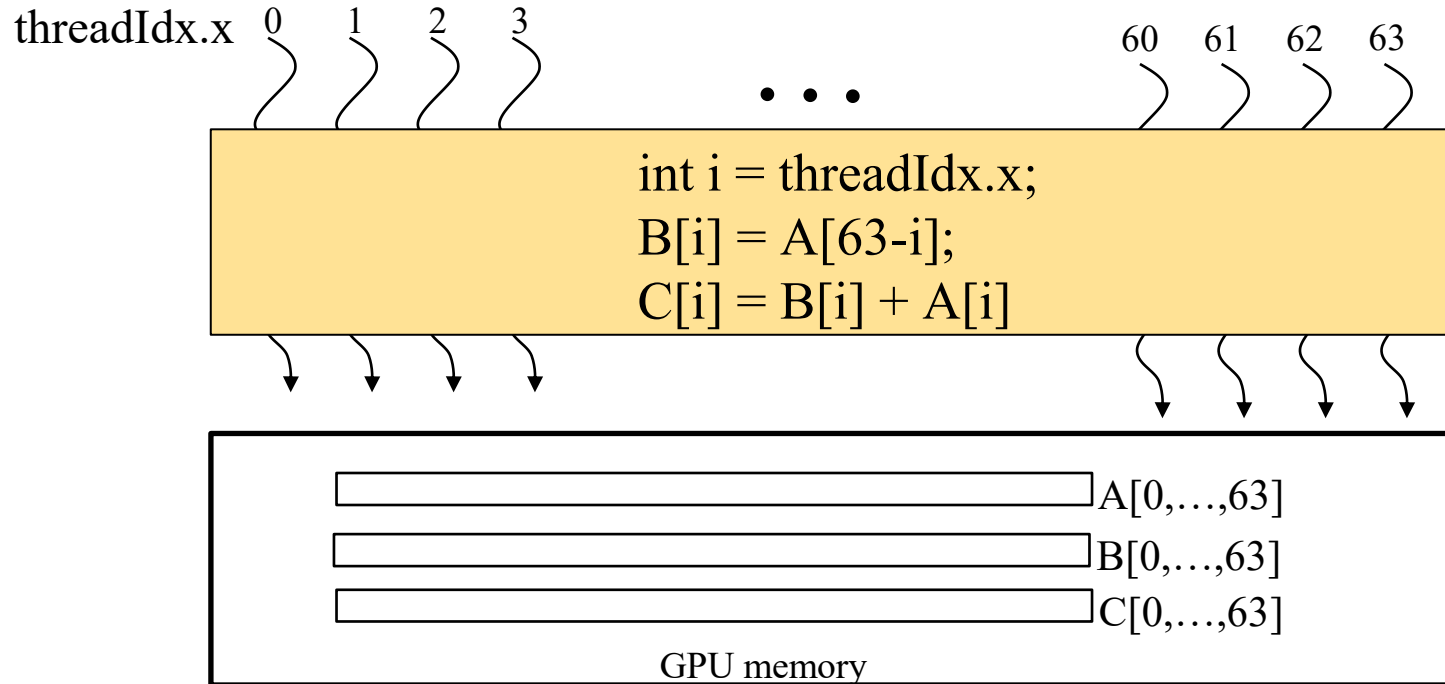 threadIdx.x 0 1 2 3 60 61 62 63
• • •
int i = threadIdx.x;
B[i] = A[63-i];
C[i] = B[i] + A[i]
A[0,…,63]
B[0,…,63]
C[0,…,63]
GPU memory